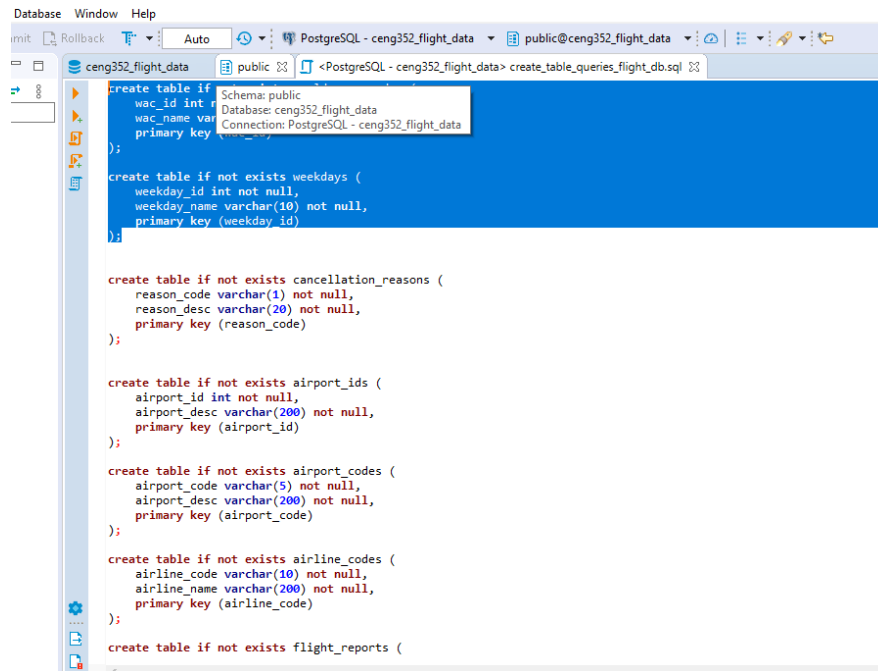 Database Window Help
mit Rollback Auto PostgreSQL - ceng352_flight_data public@ceng352_flight_data
ceng352_flight_data public <PostgreSQL - ceng352_flight_data> create_table_queries_flight_db.sql
create table if
Schema: public
wac_id int
Database: ceng352_flight_data
wac_name var
Connection: PostgreSQL - ceng352_flight_data
primary key
);
create table if not exists weekdays (
weekday_id int not null,
weekday_name varchar(10) not null,
primary key (weekday_id)
);
create table if not exists cancellation_reasons (
reason_code varchar(1) not null,
reason_desc varchar(20) not null,
primary key (reason_code)
);
create table if not exists airport_ids (
airport_id int not null,
airport_desc varchar(200) not null,
primary key (airport_id)
);
create table if not exists airport_codes (
airport_code varchar(5) not null,
airport_desc varchar(200) not null,
primary key (airport_code)
);
create table if not exists airline_codes (
airline_code varchar(10) not null,
airline_name varchar(200) not null,
primary key (airline_code)
);
create table if not exists flight_reports (